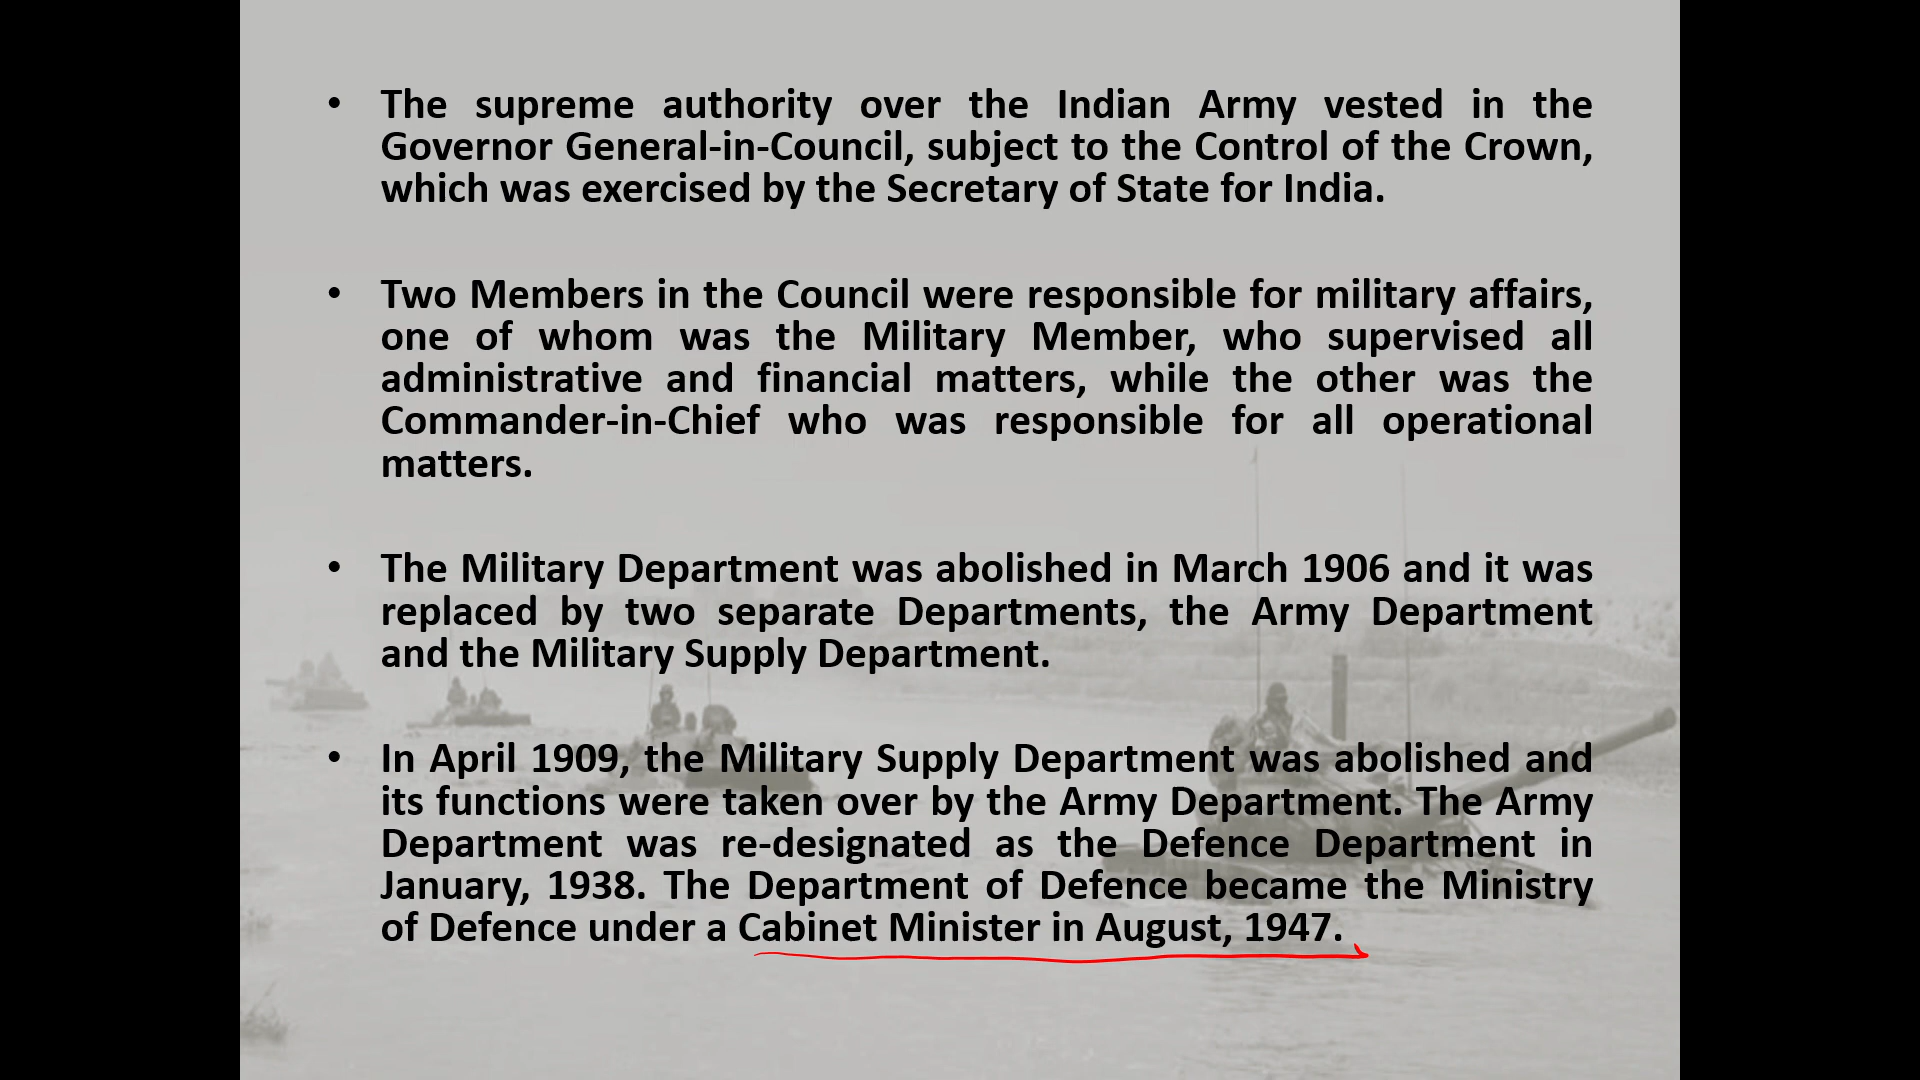 • The supreme authority over the Indian Army vested in the
Governor General-in-Council, subject to the Control of the Crown,
which was exercised by the Secretary of State for India.
• Two Members in the Council were responsible for military affairs,
one of whom was the Military Member, who supervised all
administrative and financial matters, while the other was the
Commander-in-Chief who was responsible for all operational
matters.
• The Military Department was abolished in March 1906 and it was
replaced by two separate Departments, the Army Department
and the Military Supply Department.
• In April 1909, the Military Supply Department was abolished and
its functions were taken over by the Army Department. The Army
Department was re-designated as the Defence Department in
January, 1938. The Department of Defence became the Ministry
of Defence under a Cabinet Minister in August, 1947.